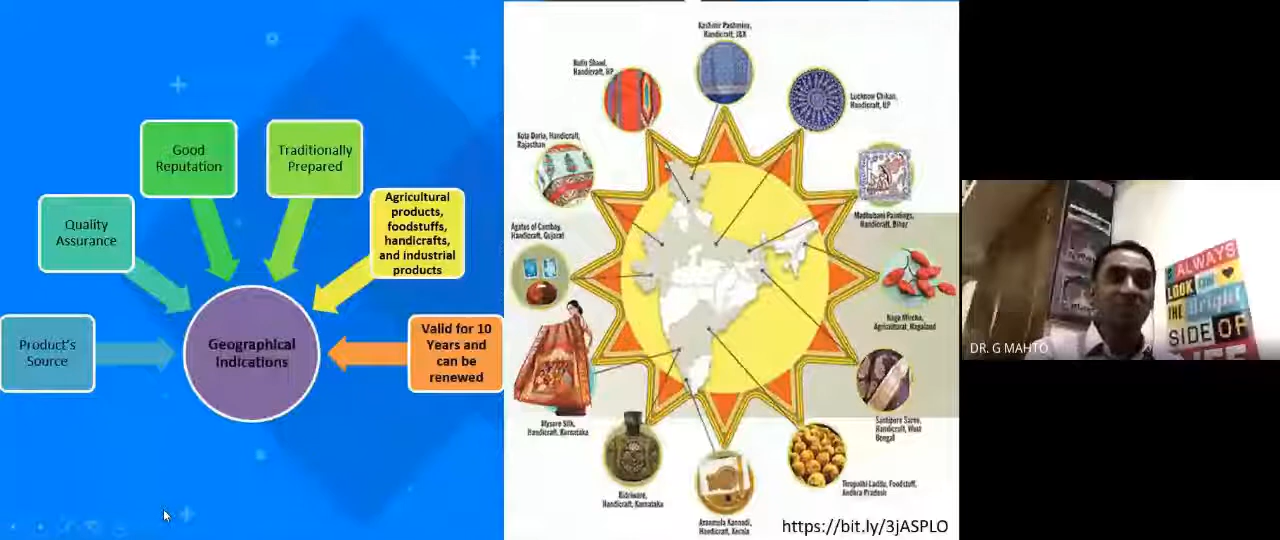 Good
Reputation
Traditionally
Prepared
Quality
Assurance
Agricultural
products,
foodstuffs,
handicrafts,
and industrial
products
Product's
Source
Geographical
Indications
Valid for 10
Years and
can be
renewed
Kashmir Pashmina,
Handicraft, J&K
Kullu Shawl,
Handicraft, HP
Lucknow Chikan,
Handicraft, UP
Kota Doria, Handicraft,
Rajasthan
Madhubani Paintings,
Handicraft, Bihar
Agates of Cambay,
Handicraft, Gujarat
Naga Mircha,
Agricultural, Nagaland
Mysore Silk,
Handicraft, Karnataka
Santipore Saree,
Handicraft, West
Bengal
Bidriware,
Handicraft, Karnataka
Tirupathi Laddu, Foodstuff,
Andhra Pradesh
Aranmula Kannadi,
Handicraft, Kerala
https://bit.ly/3jASPLO
ALWAYS
LOOK
THE Bright
SIDE OF
DR. G MAHTO